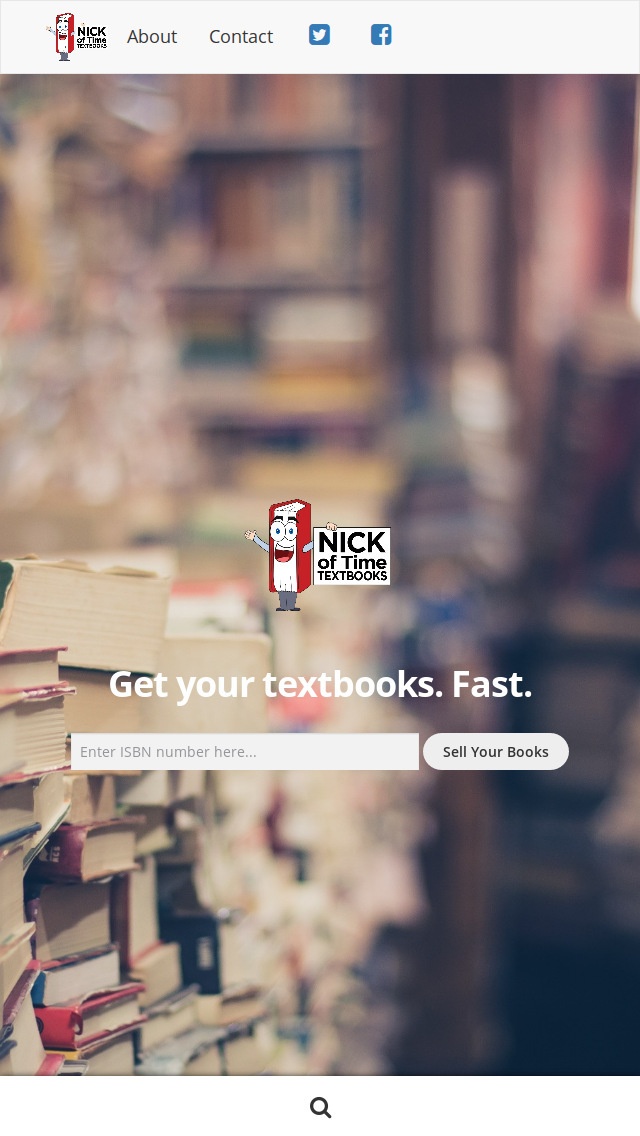 NICK
of Time
TEXTBOOKS
About
Contact
NICK
of Time
TEXTBOOKS
Get your textbooks. Fast.
Enter ISBN number here...
Sell Your Books